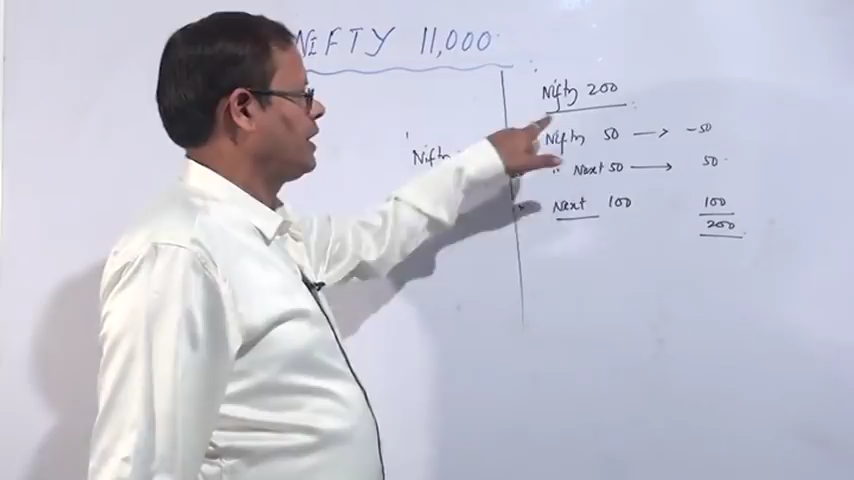 NIFTY 11,000
Nifty
Nifty 200
Nifty 50 → -50
" Next 50 → 50
Next 100 100
200